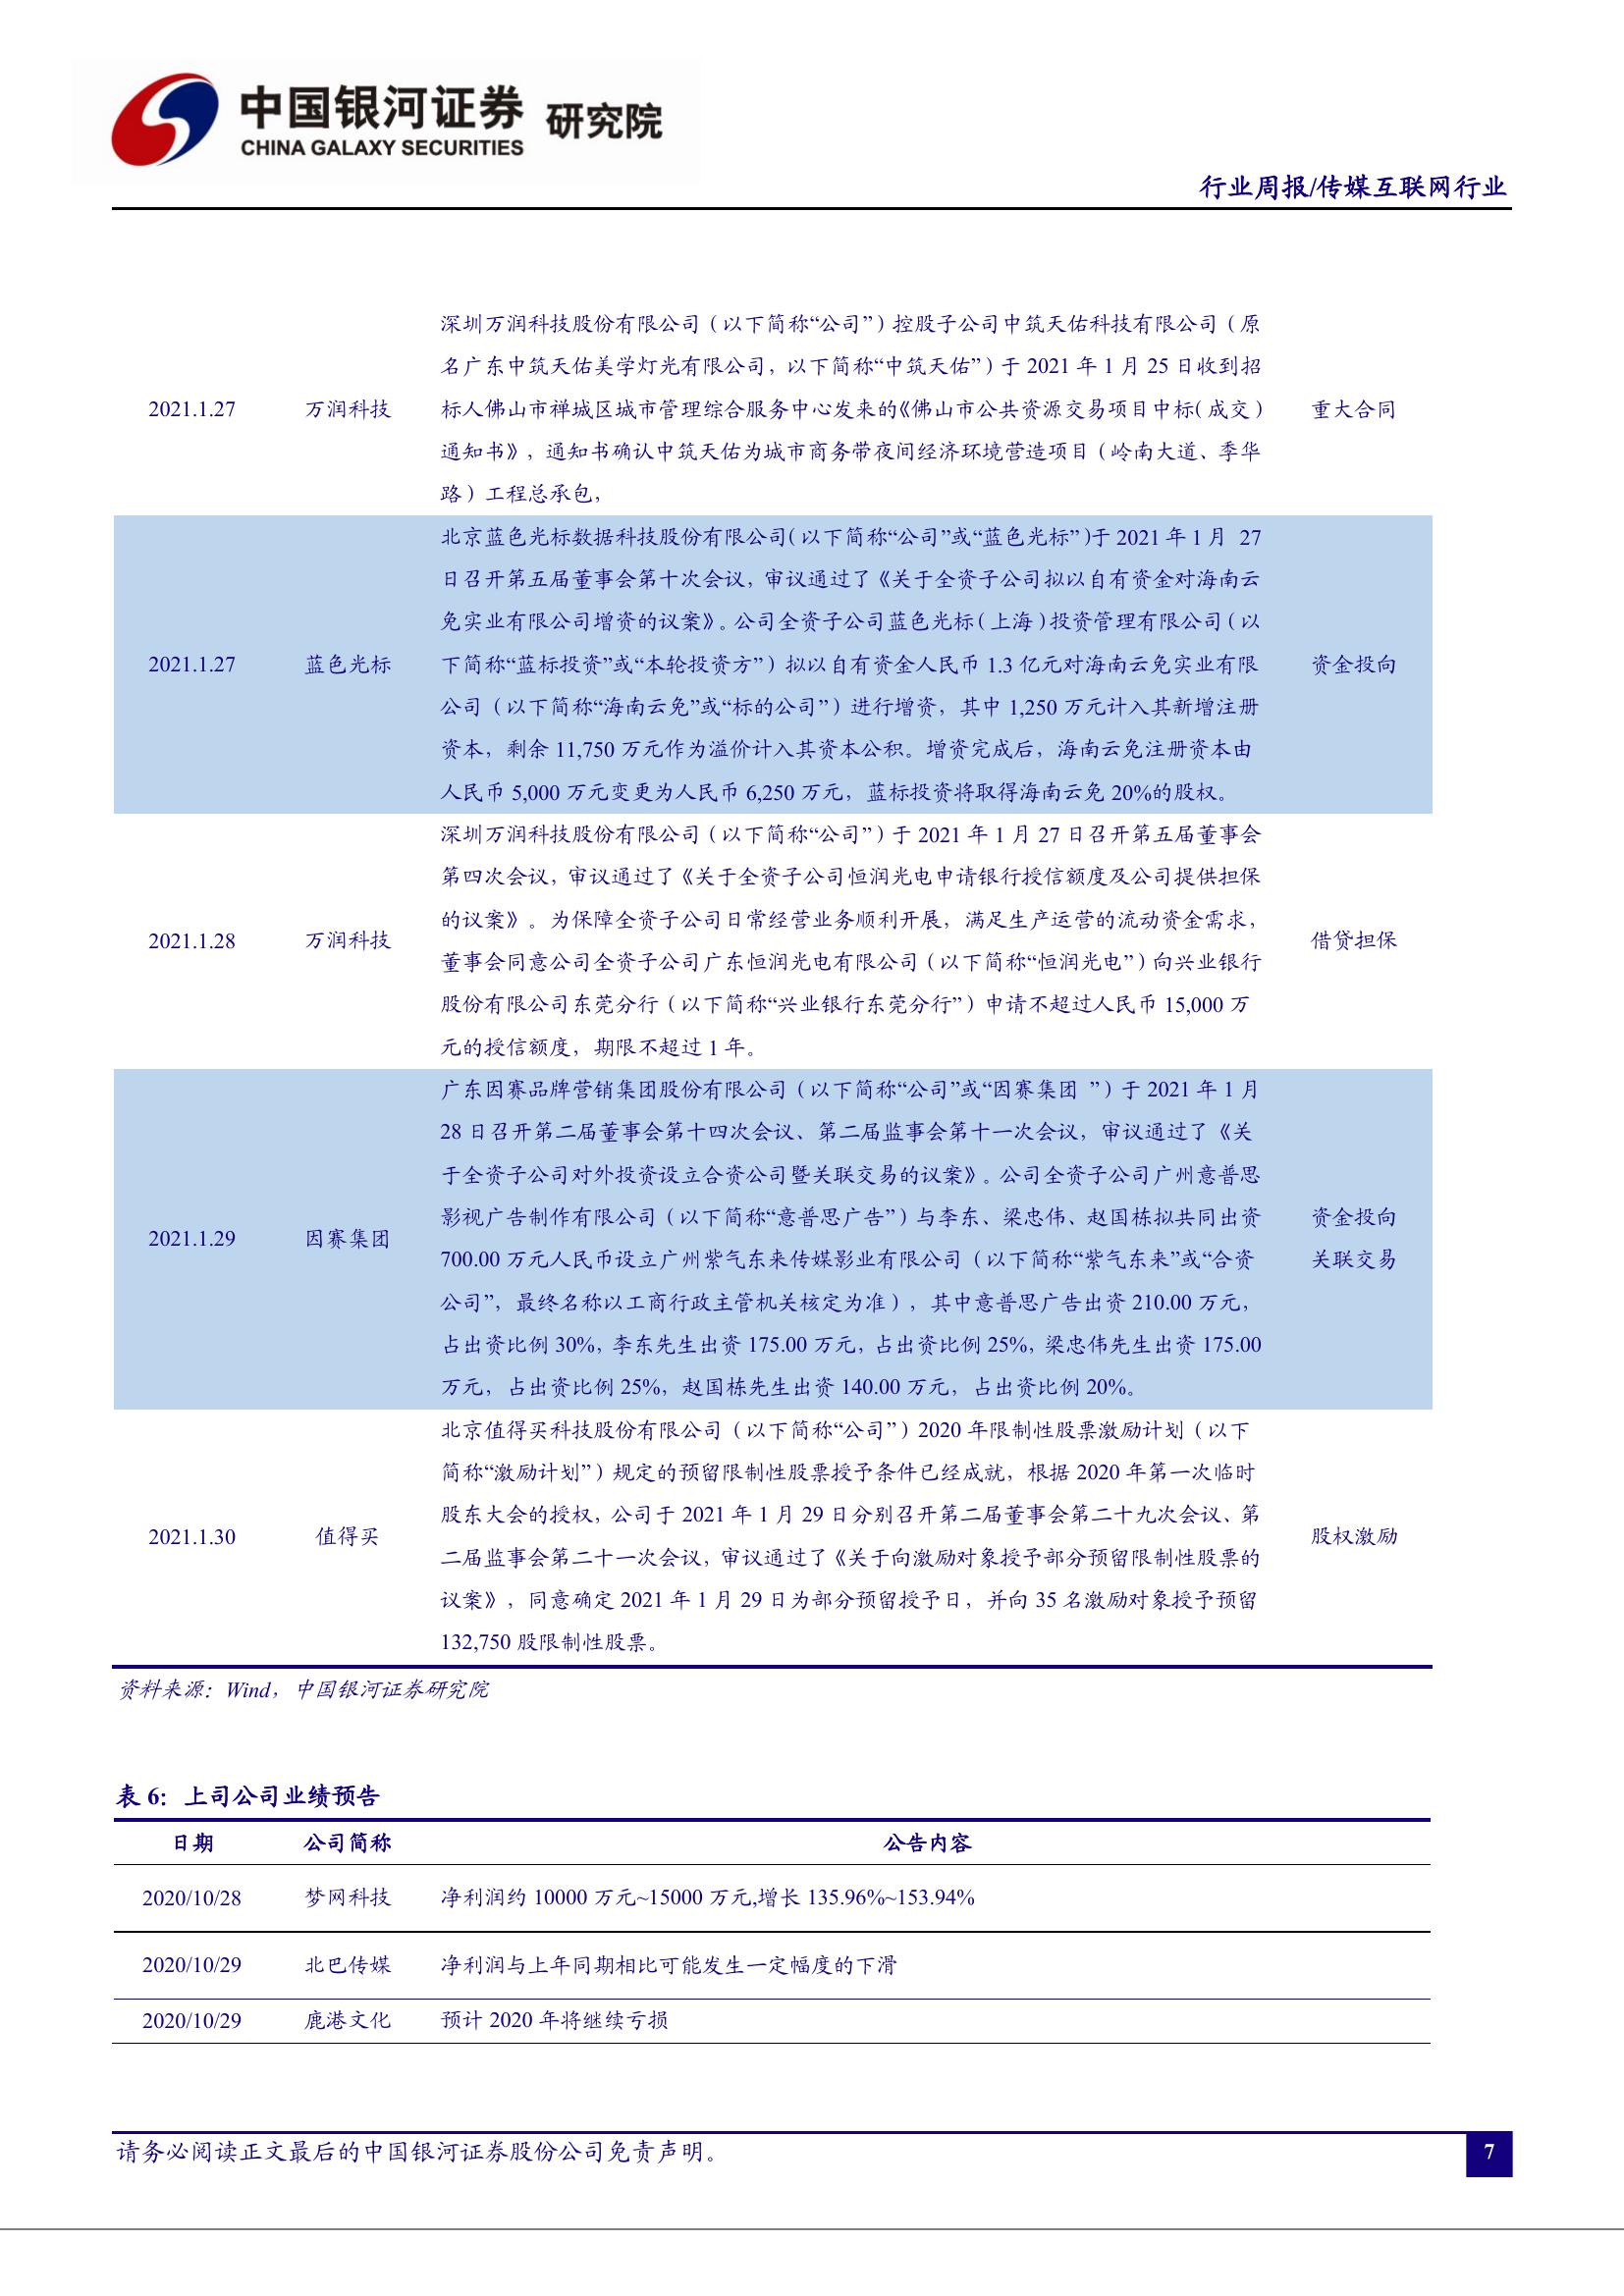 中国银河证券 研究院
CHINA GALAXY SECURITIES
行业周报/传媒互联网行业
深圳万润科技股份有限公司（以下简称“公司”）控股子公司中筑天佑科技有限公司（原
名广东中筑天佑美学灯光有限公司，以下简称“中筑天佑”）于 2021 年 1 月 25 日收到招
2021.1.27 万润科技 标人佛山市禅城区城市管理综合服务中心发来的《佛山市公共资源交易项目中标（成交） 重大合同
通知书》，通知书确认中筑天佑为城市商务带夜间经济环境营造项目（岭南大道、季华
路）工程总承包，
北京蓝色光标数据科技股份有限公司（以下简称“公司”或“蓝色光标”）于 2021 年 1 月 27
日召开第五届董事会第十次会议，审议通过了《关于全资子公司拟以自有资金对海南云
免实业有限公司增资的议案》。公司全资子公司蓝色光标（上海）投资管理有限公司（以
2021.1.27 蓝色光标 下简称“蓝标投资”或“本轮投资方”）拟以自有资金人民币 1.3 亿元对海南云免实业有限 资金投向
公司（以下简称“海南云免”或“标的公司”）进行增资，其中 1,250 万元计入其新增注册
资本，剩余 11,750 万元作为溢价计入其资本公积。增资完成后，海南云免注册资本由
人民币 5,000 万元变更为人民币 6,250 万元，蓝标投资将取得海南云免 20%的股权。
深圳万润科技股份有限公司（以下简称“公司”）于 2021 年 1 月 27 日召开第五届董事会
第四次会议，审议通过了《关于全资子公司恒润光电申请银行授信额度及公司提供担保
的议案》。为保障全资子公司日常经营业务顺利开展，满足生产运营的流动资金需求，
2021.1.28 万润科技 董事会同意公司全资子公司广东恒润光电有限公司（以下简称“恒润光电”）向兴业银行 借贷担保
股份有限公司东莞分行（以下简称“兴业银行东莞分行”）申请不超过人民币 15,000 万
元的授信额度，期限不超过 1 年。
广东因赛品牌营销集团股份有限公司（以下简称“公司”或“因赛集团 ”）于 2021 年 1 月
28 日召开第二届董事会第十四次会议、第二届监事会第十一次会议，审议通过了《关
于全资子公司对外投资设立合资公司暨关联交易的议案》。公司全资子公司广州意普思
影视广告制作有限公司（以下简称“意普思广告”）与李东、梁忠伟、赵国栋拟共同出资 资金投向
2021.1.29 因赛集团 700.00 万元人民币设立广州紫气东来传媒影业有限公司（以下简称“紫气东来”或“合资 关联交易
公司”，最终名称以工商行政主管机关核定为准），其中意普思广告出资 210.00 万元，
占出资比例 30%，李东先生出资 175.00 万元，占出资比例 25%，梁忠伟先生出资 175.00
万元，占出资比例 25%，赵国栋先生出资 140.00 万元，占出资比例 20%。
北京值得买科技股份有限公司（以下简称“公司”）2020 年限制性股票激励计划（以下
简称“激励计划”）规定的预留限制性股票授予条件已经成就，根据 2020 年第一次临时
股东大会的授权，公司于 2021 年 1 月 29 日分别召开第二届董事会第二十九次会议、第
2021.1.30 值得买 二届监事会第二十一次会议，审议通过了《关于向激励对象授予部分预留限制性股票的 股权激励
议案》，同意确定 2021 年 1 月 29 日为部分预留授予日，并向 35 名激励对象授予预留
132,750 股限制性股票。
资料来源：Wind，中国银河证券研究院
表 6：上司公司业绩预告
日期 公司简称 公告内容
2020/10/28 梦网科技 净利润约 10000 万元~15000 万元,增长 135.96%~153.94%
2020/10/29 北巴传媒 净利润与上年同期相比可能发生一定幅度的下滑
2020/10/29 鹿港文化 预计 2020 年将继续亏损
请务必阅读正文最后的中国银河证券股份公司免责声明。
7